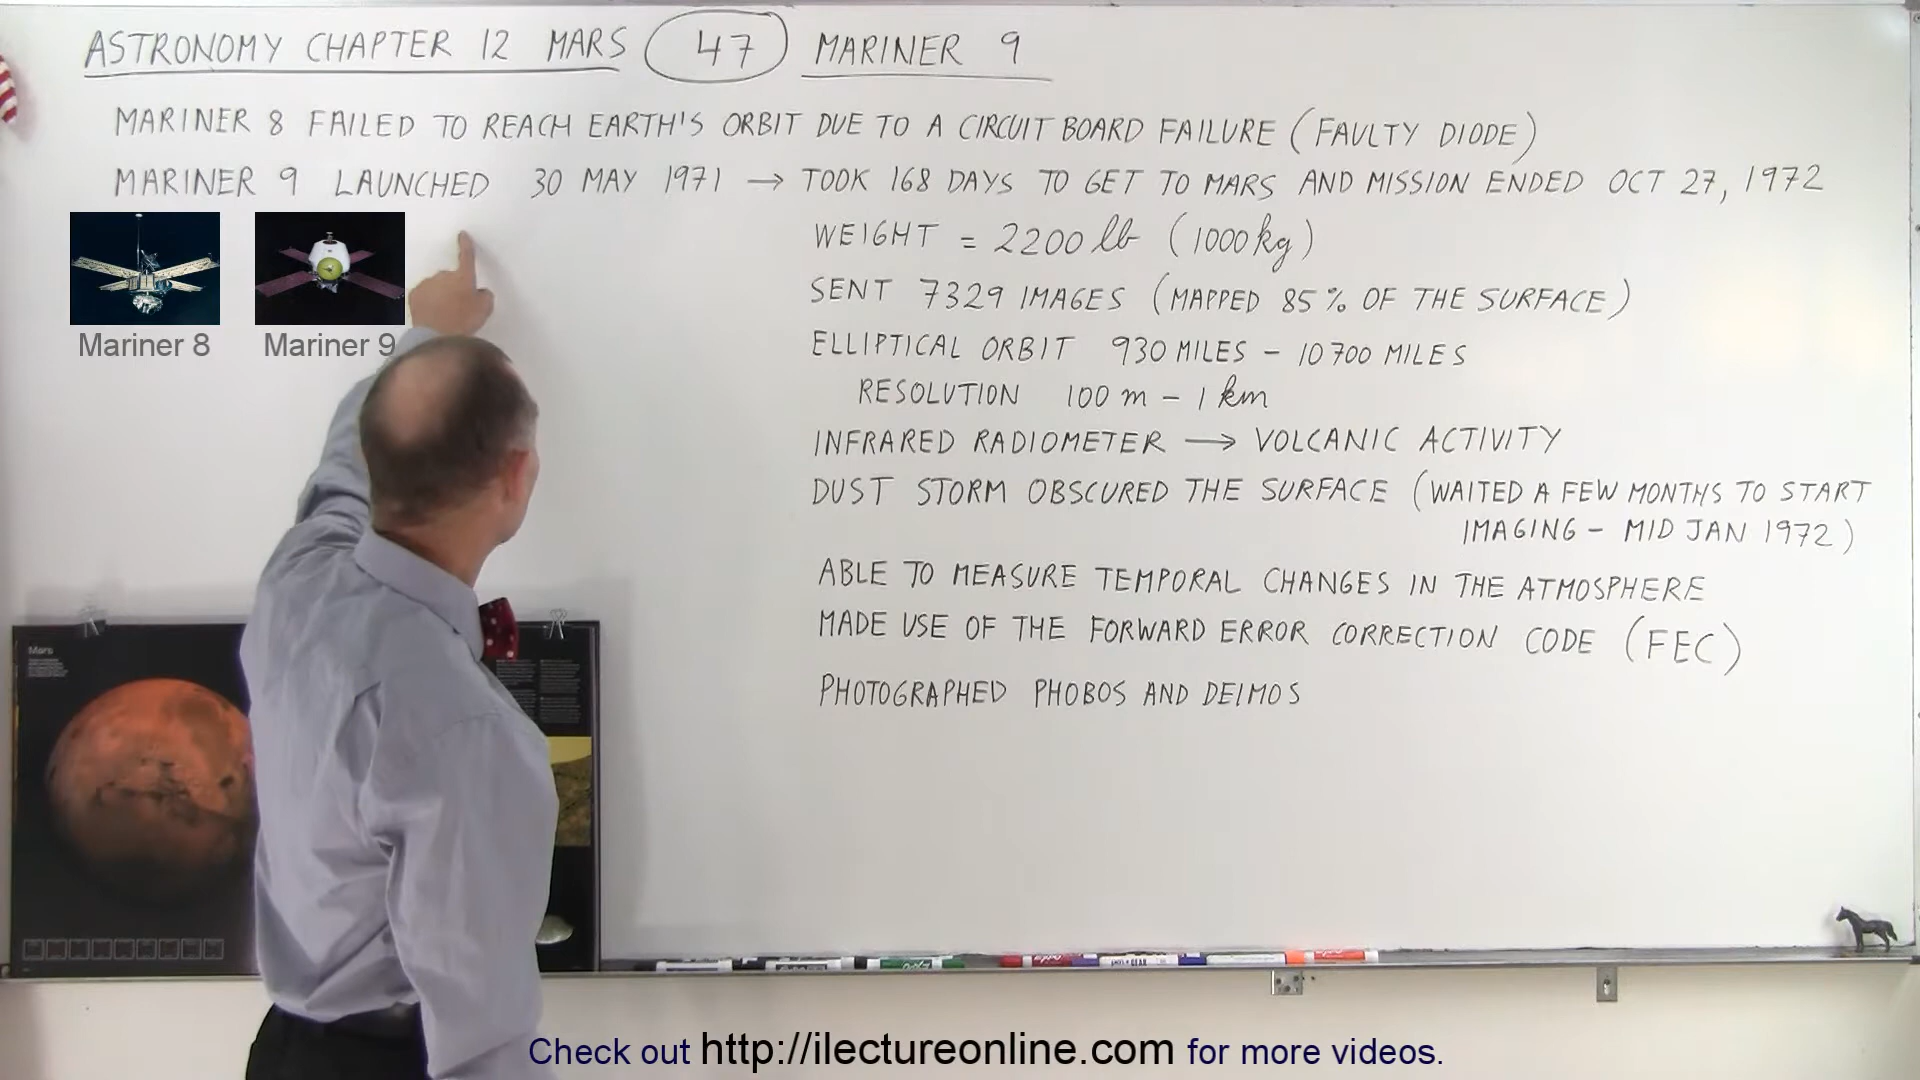 ASTRONOMY CHAPTER 12 MARS 47 MARINER 9
MARINER 8 FAILED TO REACH EARTH'S ORBIT DUE TO A CIRCUIT BOARD FAILURE (FAULTY DIODE)
MARINER 9 LAUNCHED 30 MAY 1971 → TOOK 168 DAYS TO GET TO MARS AND MISSION ENDED OCT 27, 1972
WEIGHT = 2200 lb (1000 kg)
SENT 7329 IMAGES (MAPPED 85% OF THE SURFACE)
Mariner 8 Mariner 9
ELLIPTICAL ORBIT 930 MILES – 10700 MILES
RESOLUTION 100 m – 1 km
INFRARED RADIOMETER → VOLCANIC ACTIVITY
DUST STORM OBSCURED THE SURFACE (WAITED A FEW MONTHS TO START
IMAGING – MID JAN 1972)
ABLE TO MEASURE TEMPORAL CHANGES IN THE ATMOSPHERE
MADE USE OF THE FORWARD ERROR CORRECTION CODE (FEC)
Mars
PHOTOGRAPHED PHOBOS AND DEIMOS
Check out http://ilectureonline.com for more videos.